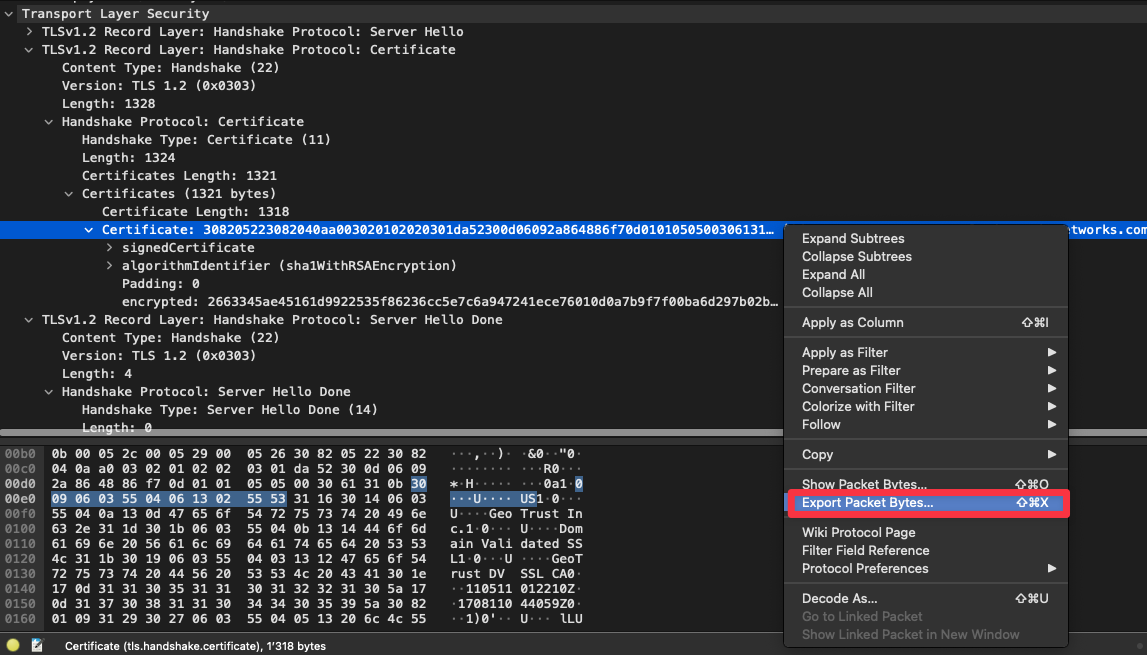 Transport Layer Security
TLSv1.2 Record Layer: Handshake Protocol: Server Hello
TLSv1.2 Record Layer: Handshake Protocol: Certificate
Content Type: Handshake (22)
Version: TLS 1.2 (0x0303)
Length: 1328
Handshake Protocol: Certificate
Handshake Type: Certificate (11)
Length: 1324
Certificates Length: 1321
Certificates (1321 bytes)
Certificate Length: 1318
Certificate: 308205223082040aa003020102020301da52300d06092a864886f70d0101050500306131… etworks.com
signedCertificate
algorithmIdentifier (sha1WithRSAEncryption)
Padding: 0
encrypted: 2663345ae45161d9922535f86236cc5e7c6a947241ece76010d0a7b9f7f00ba6d297b02b…
TLSv1.2 Record Layer: Handshake Protocol: Server Hello Done
Content Type: Handshake (22)
Version: TLS 1.2 (0x0303)
Length: 4
Handshake Protocol: Server Hello Done
Handshake Type: Server Hello Done (14)
Length: 0
Expand Subtrees
Collapse Subtrees
Expand All
Collapse All
Apply as Column ⇧⌘I
Apply as Filter
Prepare as Filter
Conversation Filter
Colorize with Filter
Follow
Copy
Show Packet Bytes... ⇧⌘O
Export Packet Bytes... ⇧⌘X
Wiki Protocol Page
Filter Field Reference
Protocol Preferences
Decode As... ⇧⌘U
Go to Linked Packet
Show Linked Packet in New Window
00b0 0b 00 05 2c 00 05 29 00 05 26 30 82 05 22 30 82 ···,··)· ·&0··"0·
00c0 04 0a a0 03 02 01 02 02 03 01 da 52 30 0d 06 09 ········ ···R0···
00d0 2a 86 48 86 f7 0d 01 01 05 05 00 30 61 31 0b 30 *·H····· ···0a1·0
00e0 09 06 03 55 04 06 13 02 55 53 31 16 30 14 06 03 ···U···· US1·0···
00f0 55 04 0a 13 0d 47 65 6f 54 72 75 73 74 20 49 6e U····Geo Trust In
0100 63 2e 31 1d 30 1b 06 03 55 04 0b 13 14 44 6f 6d c.1·0··· U····Dom
0110 61 69 6e 20 56 61 6c 69 64 61 74 65 64 20 53 53 ain Vali dated SS
0120 4c 31 1b 30 19 06 03 55 04 03 13 12 47 65 6f 54 L1·0···U ····GeoT
0130 72 75 73 74 20 44 56 20 53 53 4c 20 43 41 30 1e rust DV  SSL CA0·
0140 17 0d 31 31 30 35 31 31 30 31 32 32 31 30 5a 17 ··110511 012210Z·
0150 0d 31 37 30 38 31 31 30 34 34 30 35 39 5a 30 82 ·1708110 44059Z0·
0160 01 09 31 29 30 27 06 03 55 04 05 13 20 6c 4c 55 ··1)0'·· U··· lLU
Certificate (tls.handshake.certificate), 1'318 bytes